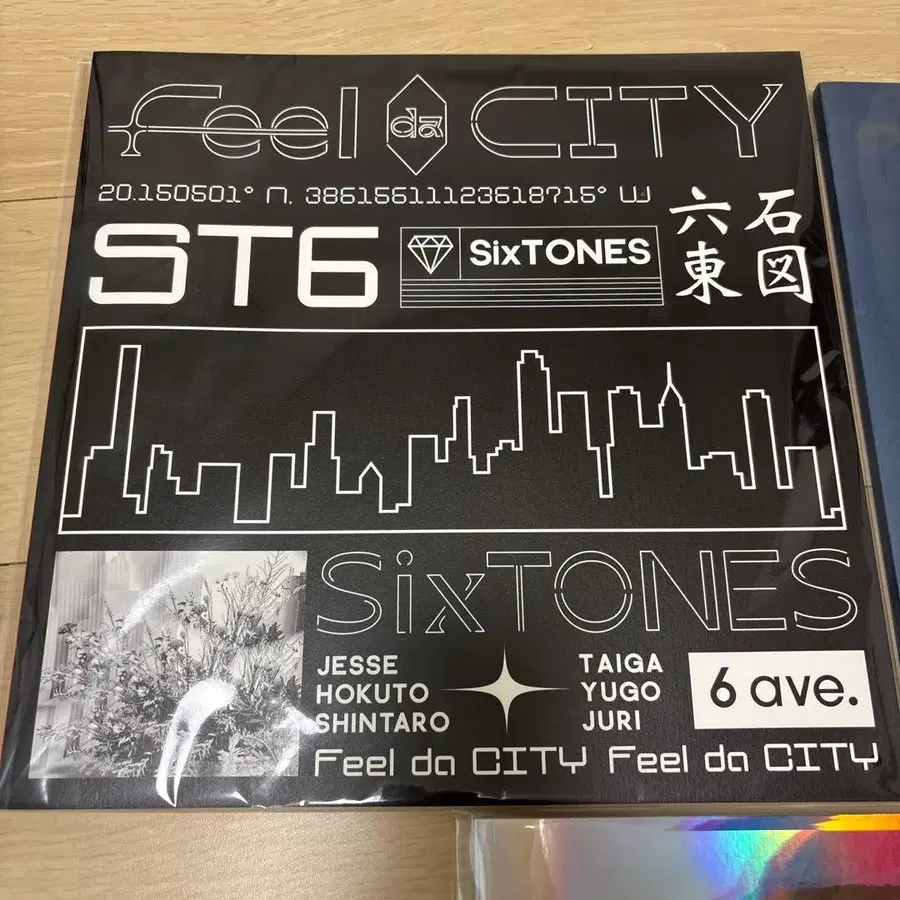 feel da CITY
20.150501° N, 3861556111123618715° W
ST6
SixTONES
六石
東図
SixTONES
JESSE TAIGA
HOKUTO YUGO
SHINTARO JURI
6 ave.
Feel da CITY Feel da CITY